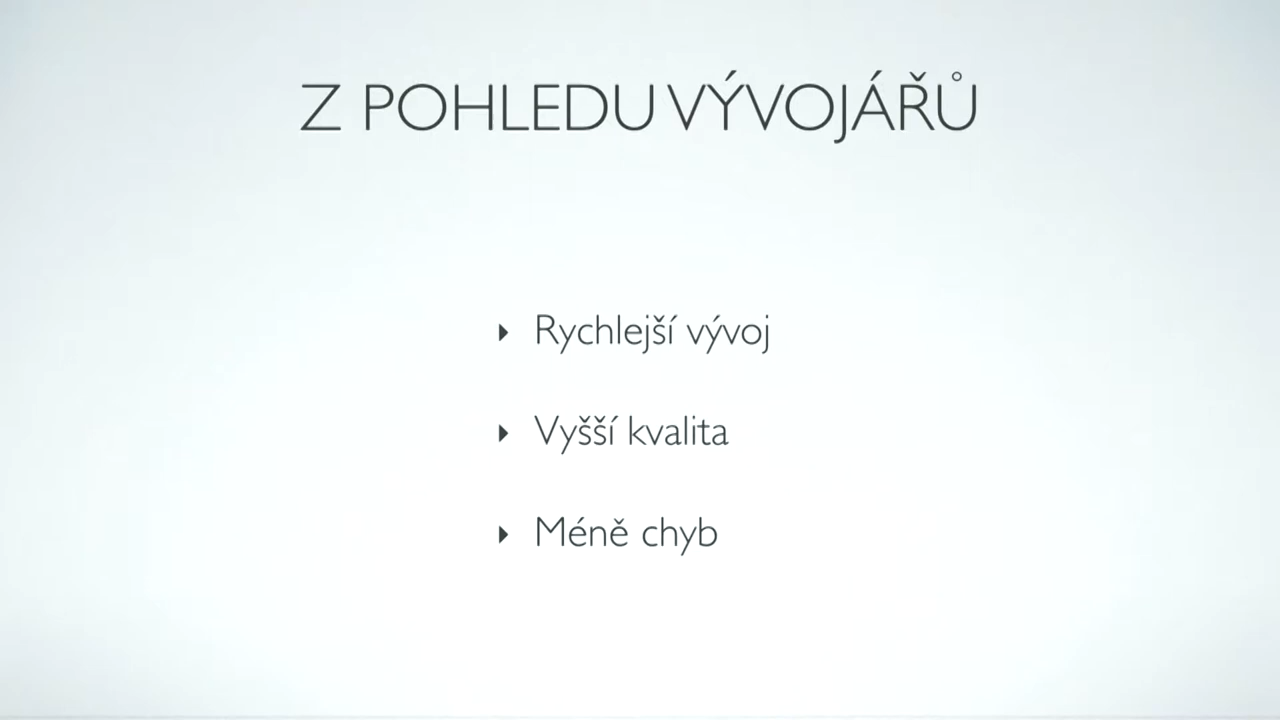 Z POHLEDU VÝVOJÁŘŮ
‣ Rychlejší vývoj
‣ Vyšší kvalita
‣ Méně chyb